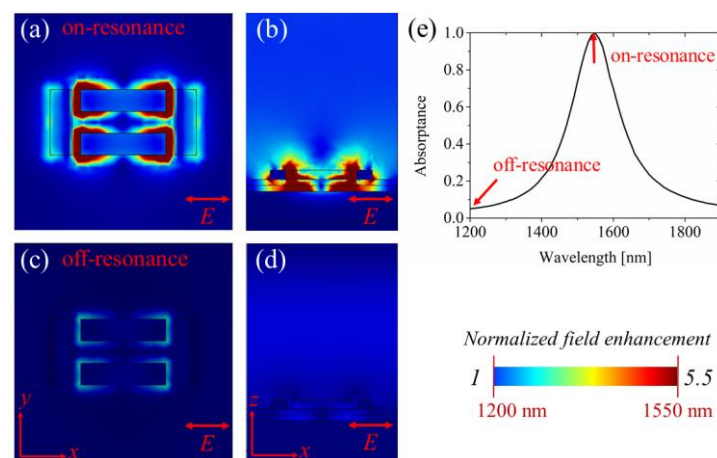 (a) on-resonance
E
(b)
E
(c) off-resonance
y
x
E
(d)
z
x
E
(e)
1.0
0.8
0.6
0.4
0.2
0.0
Absorptance
on-resonance
off-resonance
1200 1400 1600 1800
Wavelength [nm]
Normalized field enhancement
1 5.5
1200 nm 1550 nm